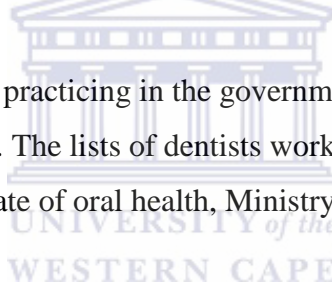 practicing in the governm
. The lists of dentists work
ate of oral health, Ministry
UNIVERSITY of the
WESTERN CAPE